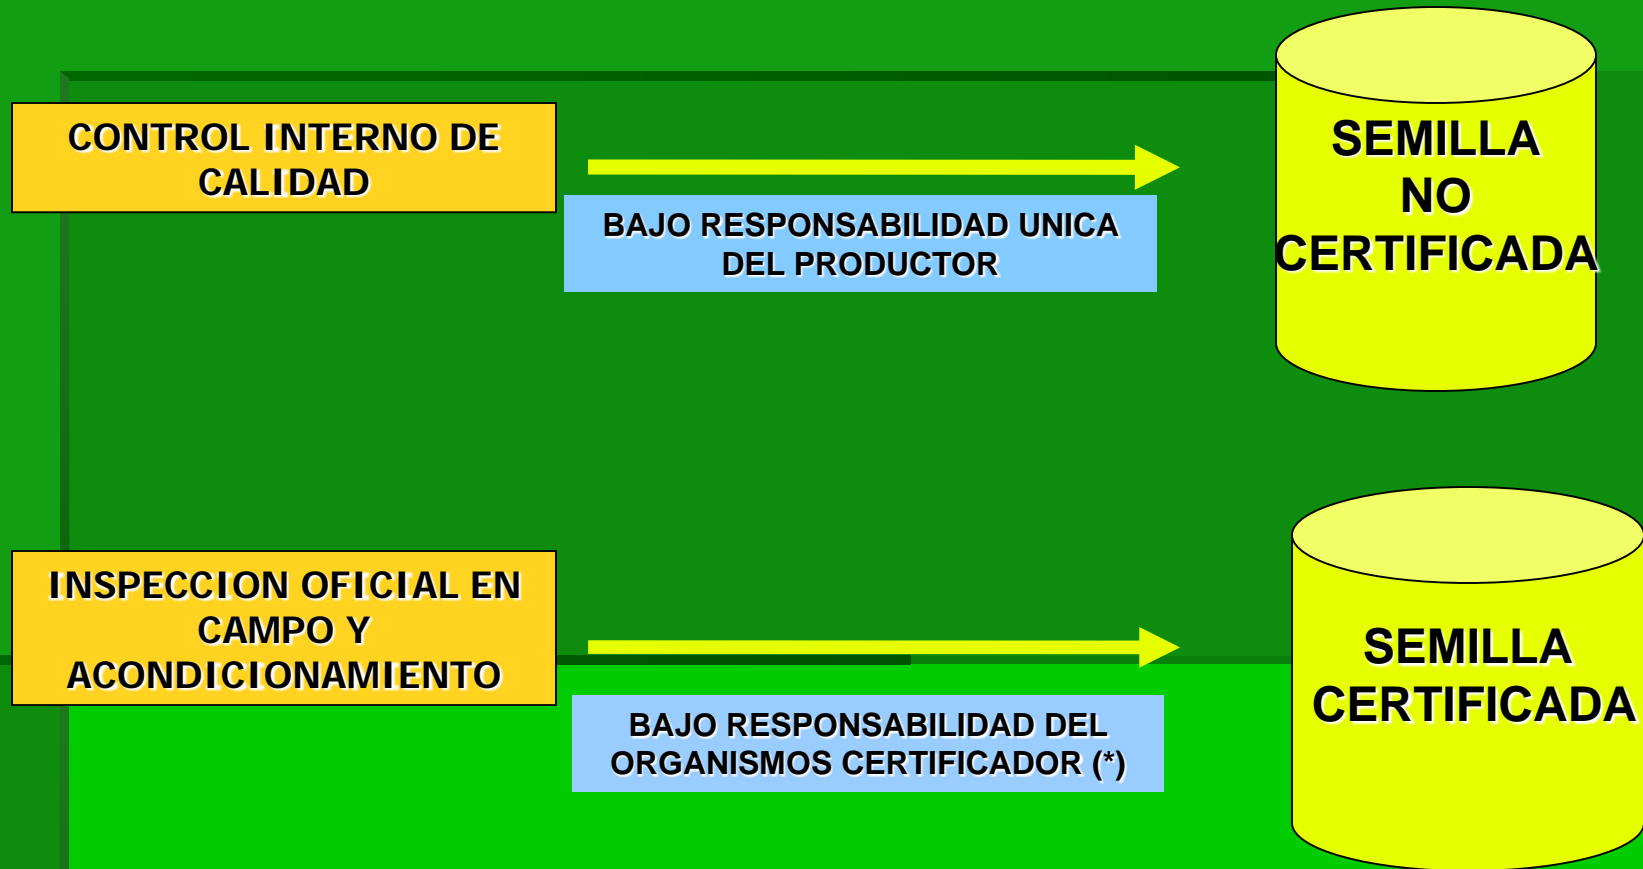 CONTROL INTERNO DE
CALIDAD
BAJO RESPONSABILIDAD UNICA
DEL PRODUCTOR
SEMILLA
NO
CERTIFICADA
INSPECCION OFICIAL EN
CAMPO Y
ACONDICIONAMIENTO
BAJO RESPONSABILIDAD DEL
ORGANISMOS CERTIFICADOR (*)
SEMILLA
CERTIFICADA